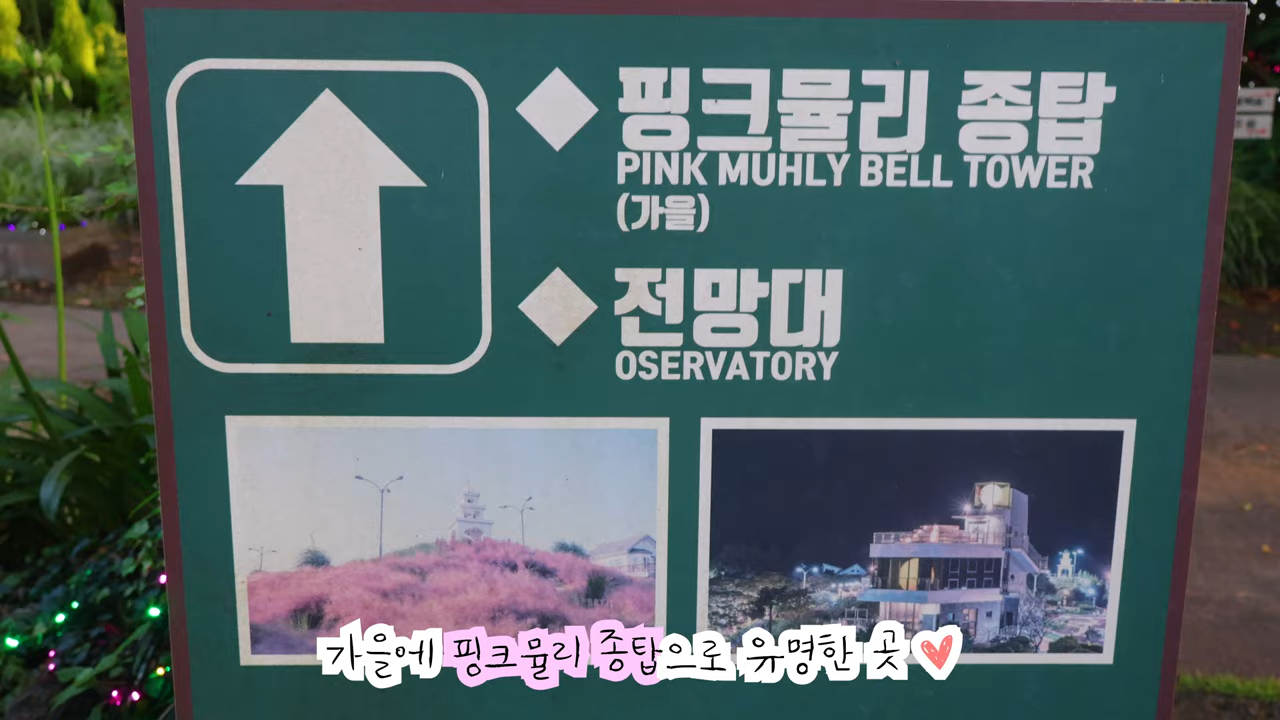 핑크뮬리 종탑
PINK MUHLY BELL TOWER
(가을)
전망대
OSERVATORY
가을에 핑크뮬리 종탑으로 유명한 곳